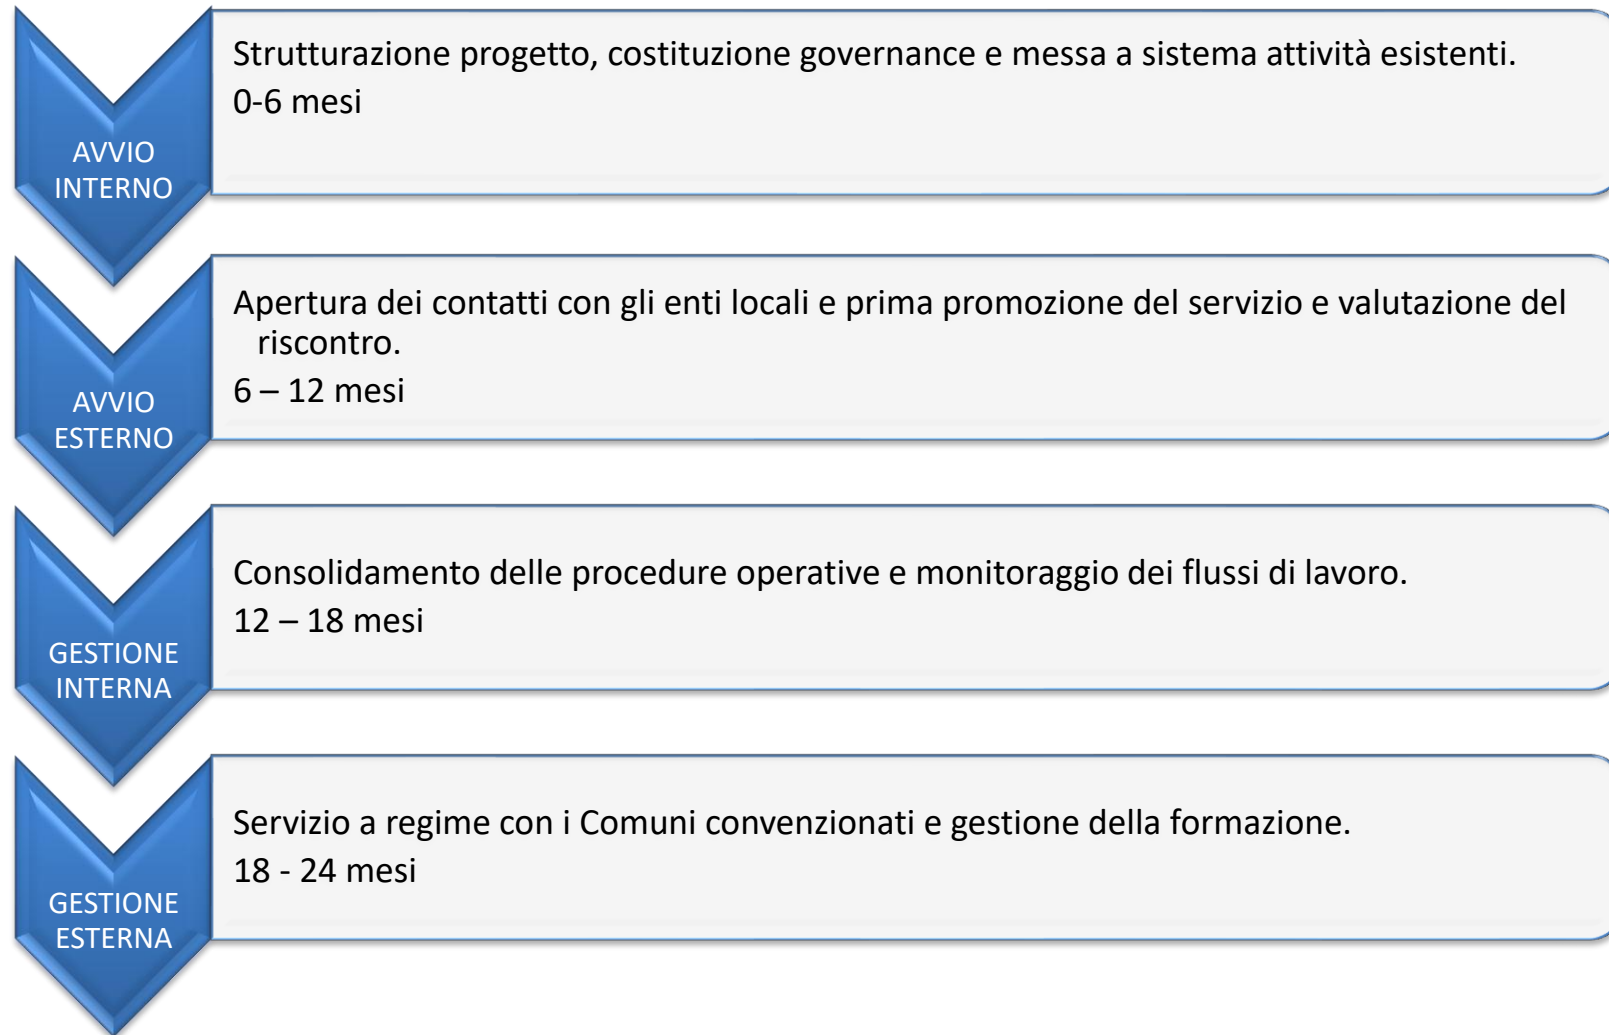 AVVIO
INTERNO
Strutturazione progetto, costituzione governance e messa a sistema attività esistenti.
0-6 mesi
AVVIO
ESTERNO
Apertura dei contatti con gli enti locali e prima promozione del servizio e valutazione del
riscontro.
6 – 12 mesi
GESTIONE
INTERNA
Consolidamento delle procedure operative e monitoraggio dei flussi di lavoro.
12 – 18 mesi
GESTIONE
ESTERNA
Servizio a regime con i Comuni convenzionati e gestione della formazione.
18 - 24 mesi